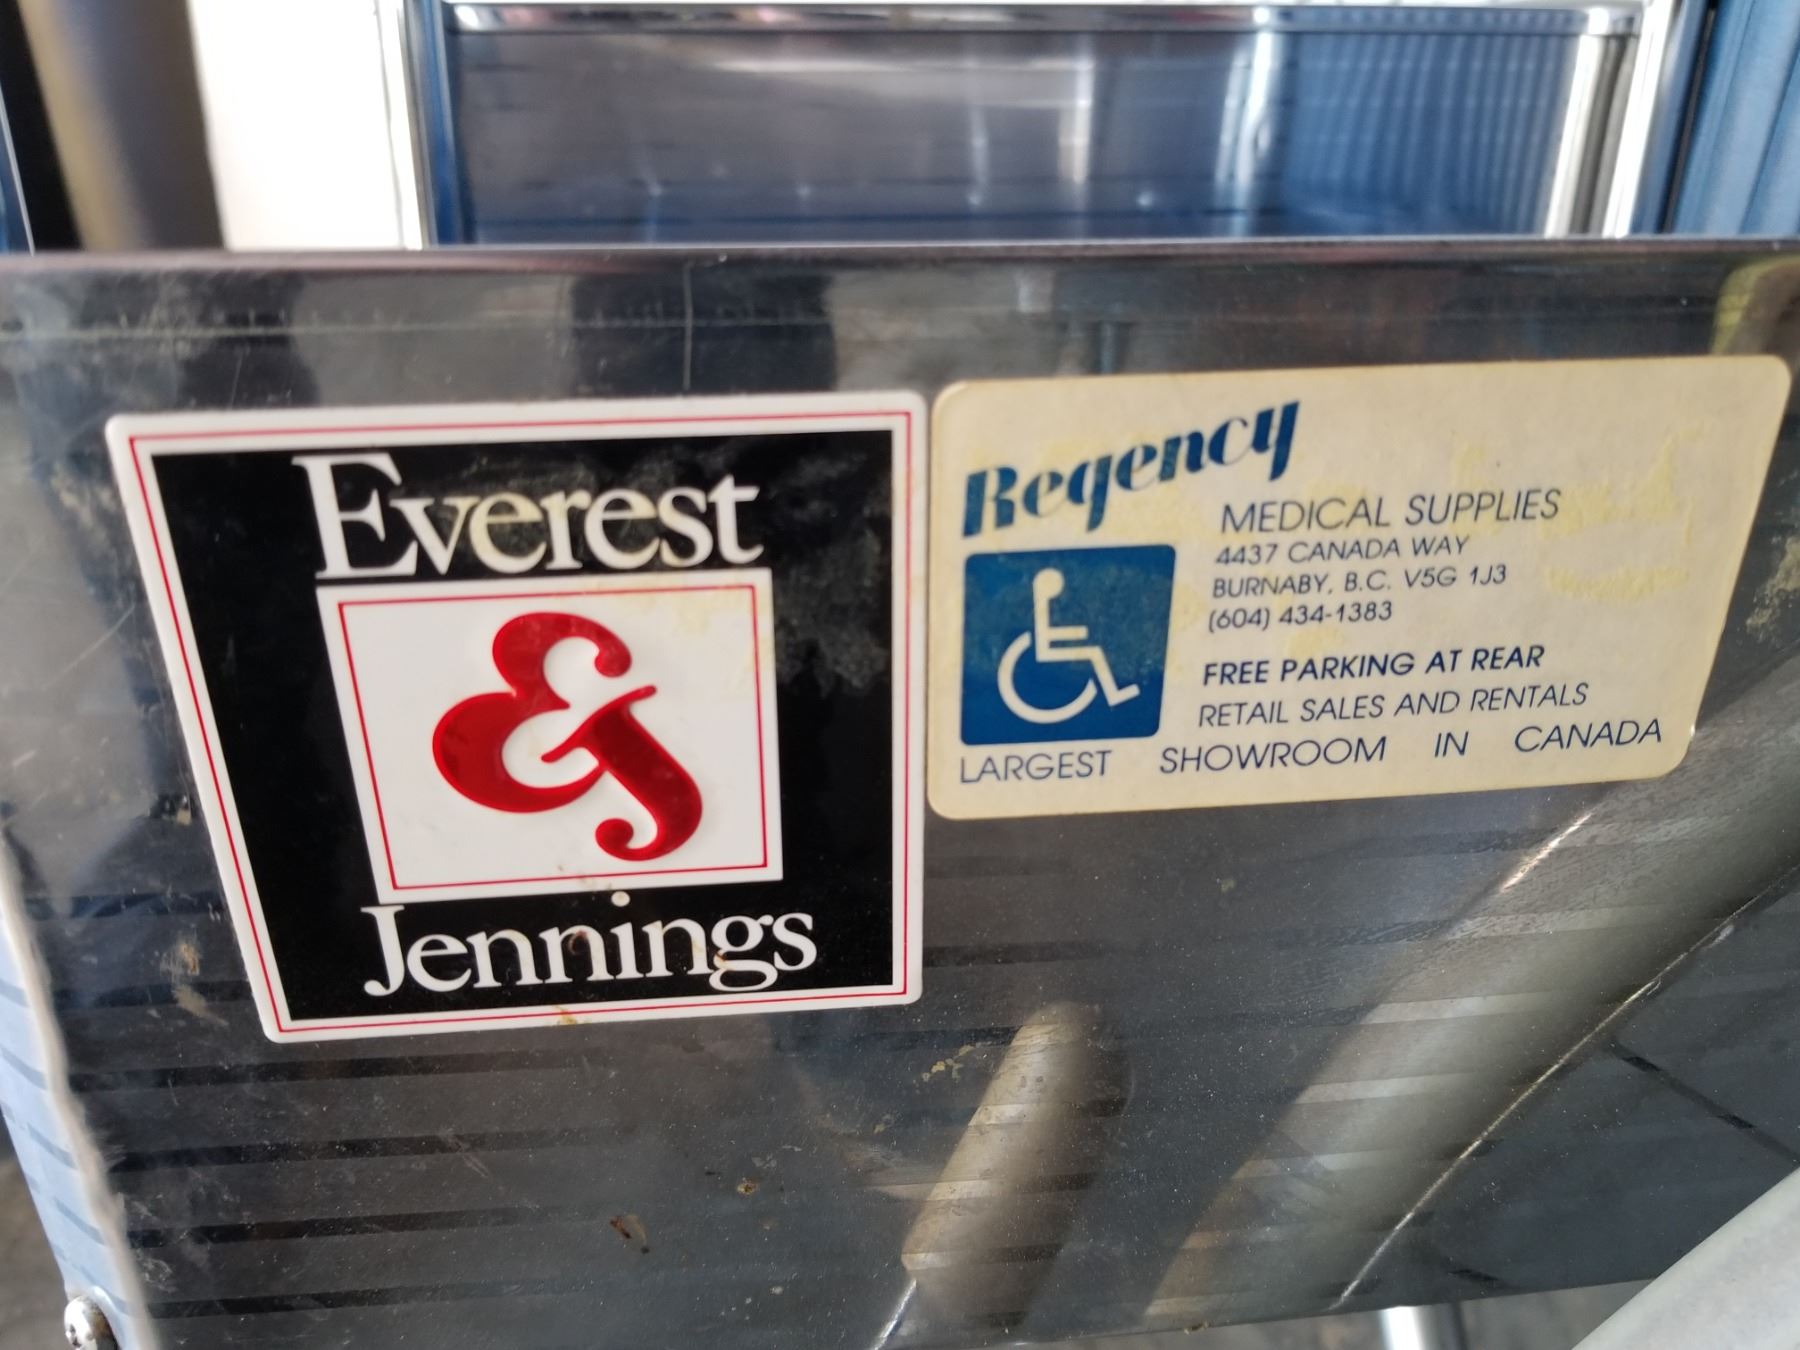 Everest
&
Jennings
Regency
MEDICAL SUPPLIES
4437 CANADA WAY
BURNABY, B.C. V5G 1J3
(604) 434-1383
FREE PARKING AT REAR
RETAIL SALES AND RENTALS
LARGEST SHOWROOM IN CANADA